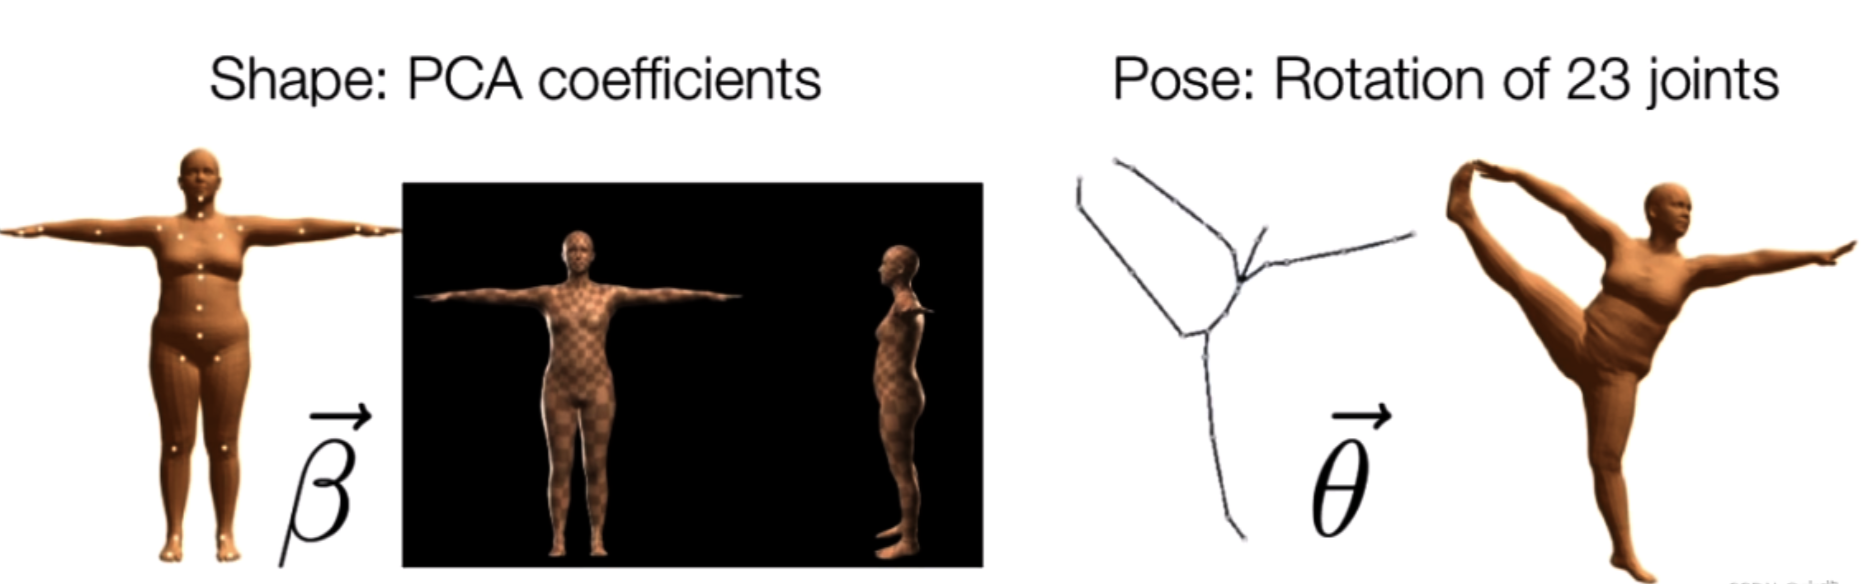 Shape: PCA coefficients
Pose: Rotation of 23 joints
β⃗
θ⃗